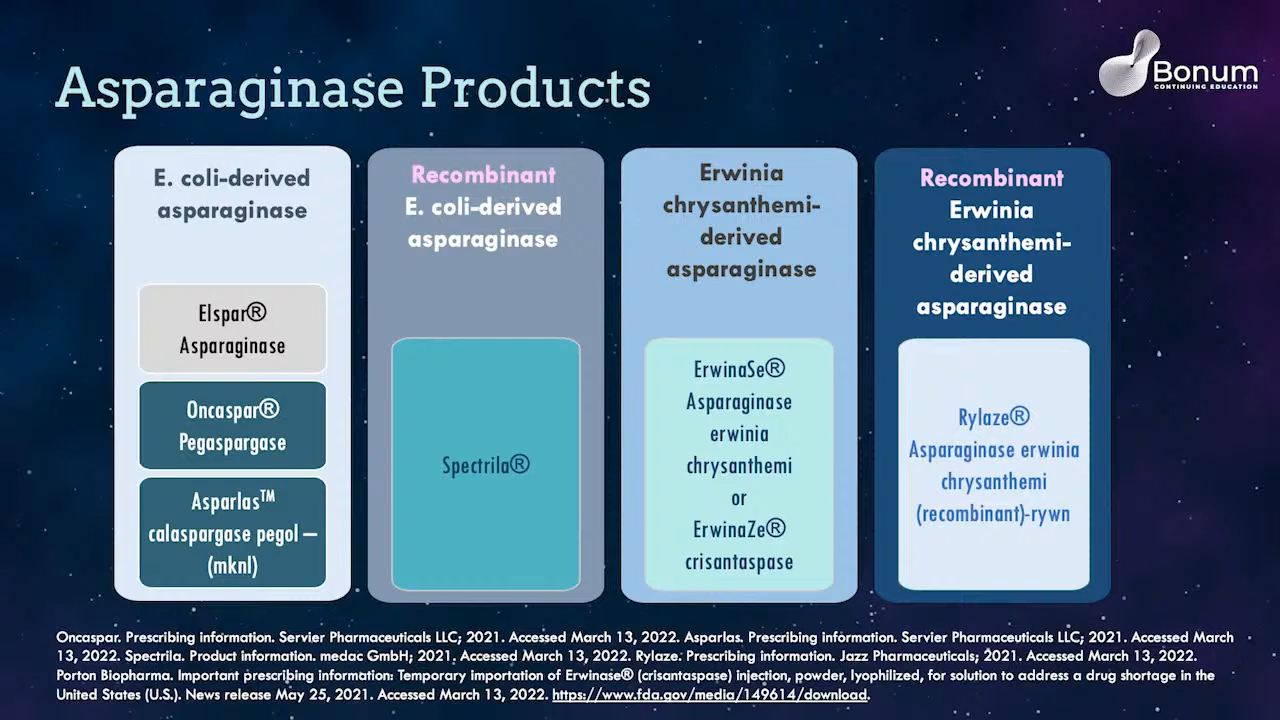 Asparaginase Products
Bonum
CONTINUING EDUCATION
E. coli-derived
asparaginase
Elspar®
Asparaginase
Oncaspar®
Pegaspargase
Asparlas™
calaspargase pegol –
(mknl)
Recombinant
E. coli-derived
asparaginase
Spectrila®
Erwinia
chrysanthemi-
derived
asparaginase
ErwinaSe®
Asparaginase
erwinia
chrysanthemi
or
ErwinaZe®
crisantaspase
Recombinant
Erwinia
chrysanthemi-
derived
asparaginase
Rylaze®
Asparaginase erwinia
chrysanthemi
(recombinant)-rywn
Oncaspar. Prescribing information. Servier Pharmaceuticals LLC; 2021. Accessed March 13, 2022. Asparlas. Prescribing information. Servier Pharmaceuticals LLC; 2021. Accessed March
13, 2022. Spectrila. Product information. medac GmbH; 2021. Accessed March 13, 2022. Rylaze. Prescribing information. Jazz Pharmaceuticals; 2021. Accessed March 13, 2022.
Porton Biopharma. Important prescribing information: Temporary importation of Erwinase® (crisantaspase) injection, powder, lyophilized, for solution to address a drug shortage in the
United States (U.S.). News release May 25, 2021. Accessed March 13, 2022. https://www.fda.gov/media/149614/download.